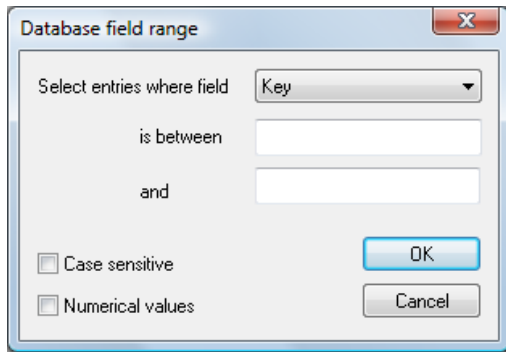 Database field range
Select entries where field Key
is between
and
Case sensitive
OK
Numerical values
Cancel